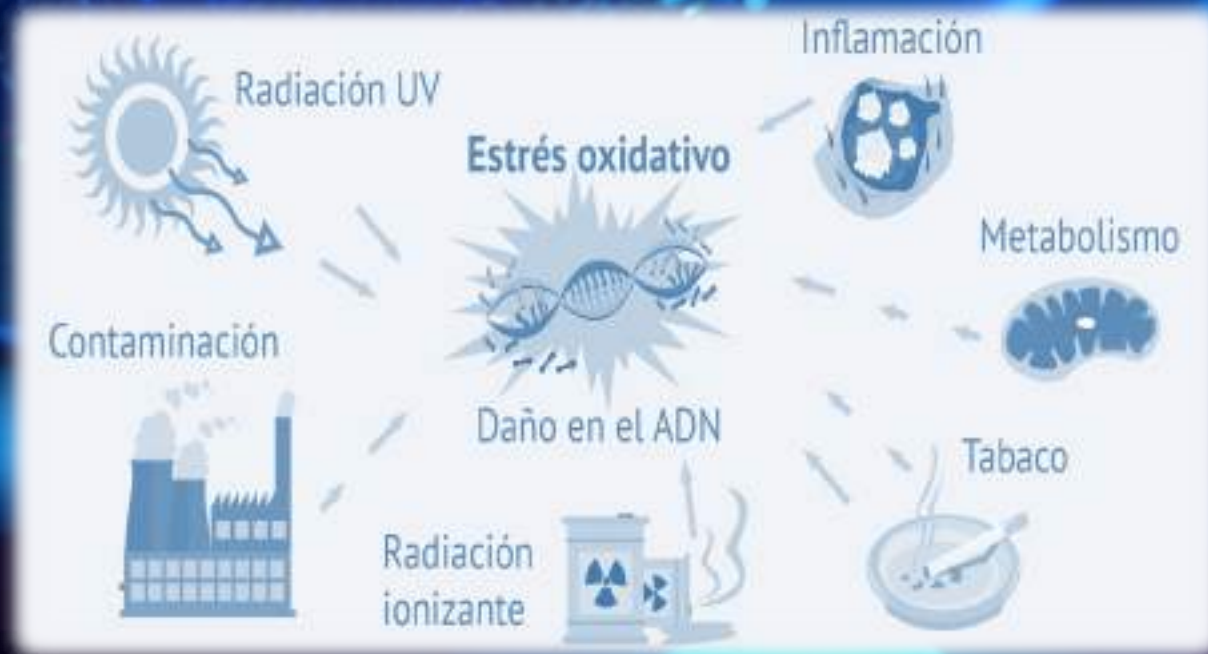 Inflamación
Radiación UV
Estrés oxidativo
Metabolismo
Contaminación
Daño en el ADN
Tabaco
Radiación
ionizante